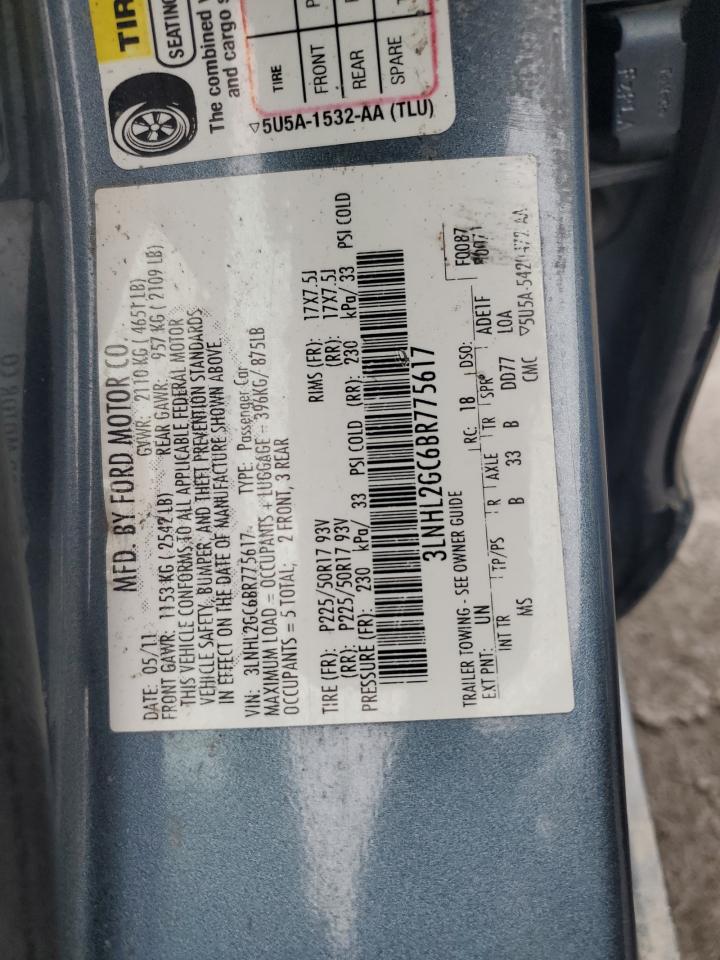 TIR
SEATING
The combined
and cargo s
TIRE
FRONT
REAR
SPARE
▽5U5A-1532-AA (TLU)
MFD. BY FORD MOTOR CO.
DATE: 05/11 GVWR: 2110 KG ( 4651 LB)
FRONT GAWR: 1153 KG ( 2542 LB) REAR GAWR: 957 KG ( 2109 LB)
THIS VEHICLE CONFORMS TO ALL APPLICABLE FEDERAL MOTOR
VEHICLE SAFETY, BUMPER, AND THEFT PREVENTION STANDARDS
IN EFFECT ON THE DATE OF MANUFACTURE SHOWN ABOVE.
VIN: 3LNHL2GC6BR775617 TYPE: Passenger Car
MAXIMUM LOAD = OCCUPANTS + LUGGAGE = 396KG/ 875LB
OCCUPANTS = 5 TOTAL; 2 FRONT, 3 REAR
TIRE (FR): P225/50R17 93V RIMS (FR): 17X7.5J
(RR): P225/50R17 93V (RR): 17X7.5J
PRESSURE (FR): 230 kPa/ 33 PSI COLD (RR): 230 kPa/ 33 PSI COLD
3LNHL2GC6BR775617
TRAILER TOWING - SEE OWNER GUIDE
F0087
EXT PNT: UN RC: 18 DSO:
INT TR TP/PS R AXLE TR SPR ADE1F
MS B 33 B DD77 LOA
CMC ▽5U5A-5420472 AA